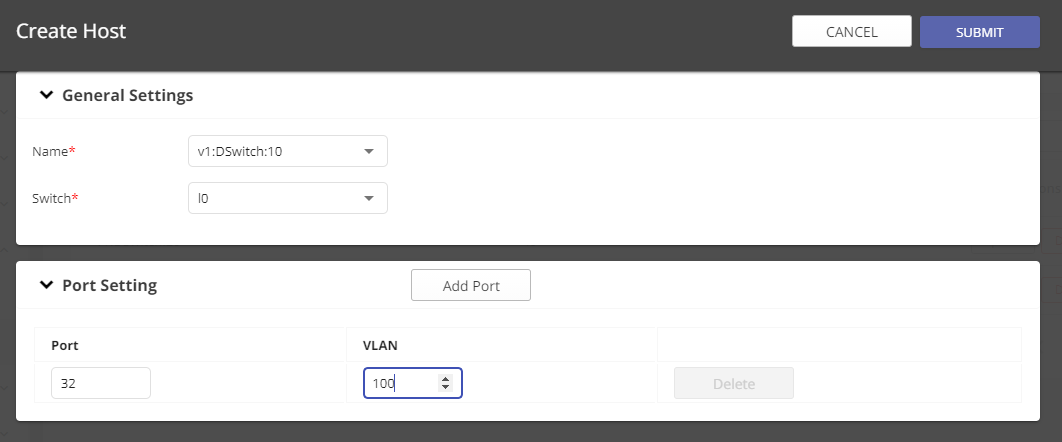 Create Host
CANCEL
SUBMIT
General Settings
Name*
v1:DSwitch:10
Switch*
l0
Port Setting
Add Port
Port
VLAN
32
100
Delete